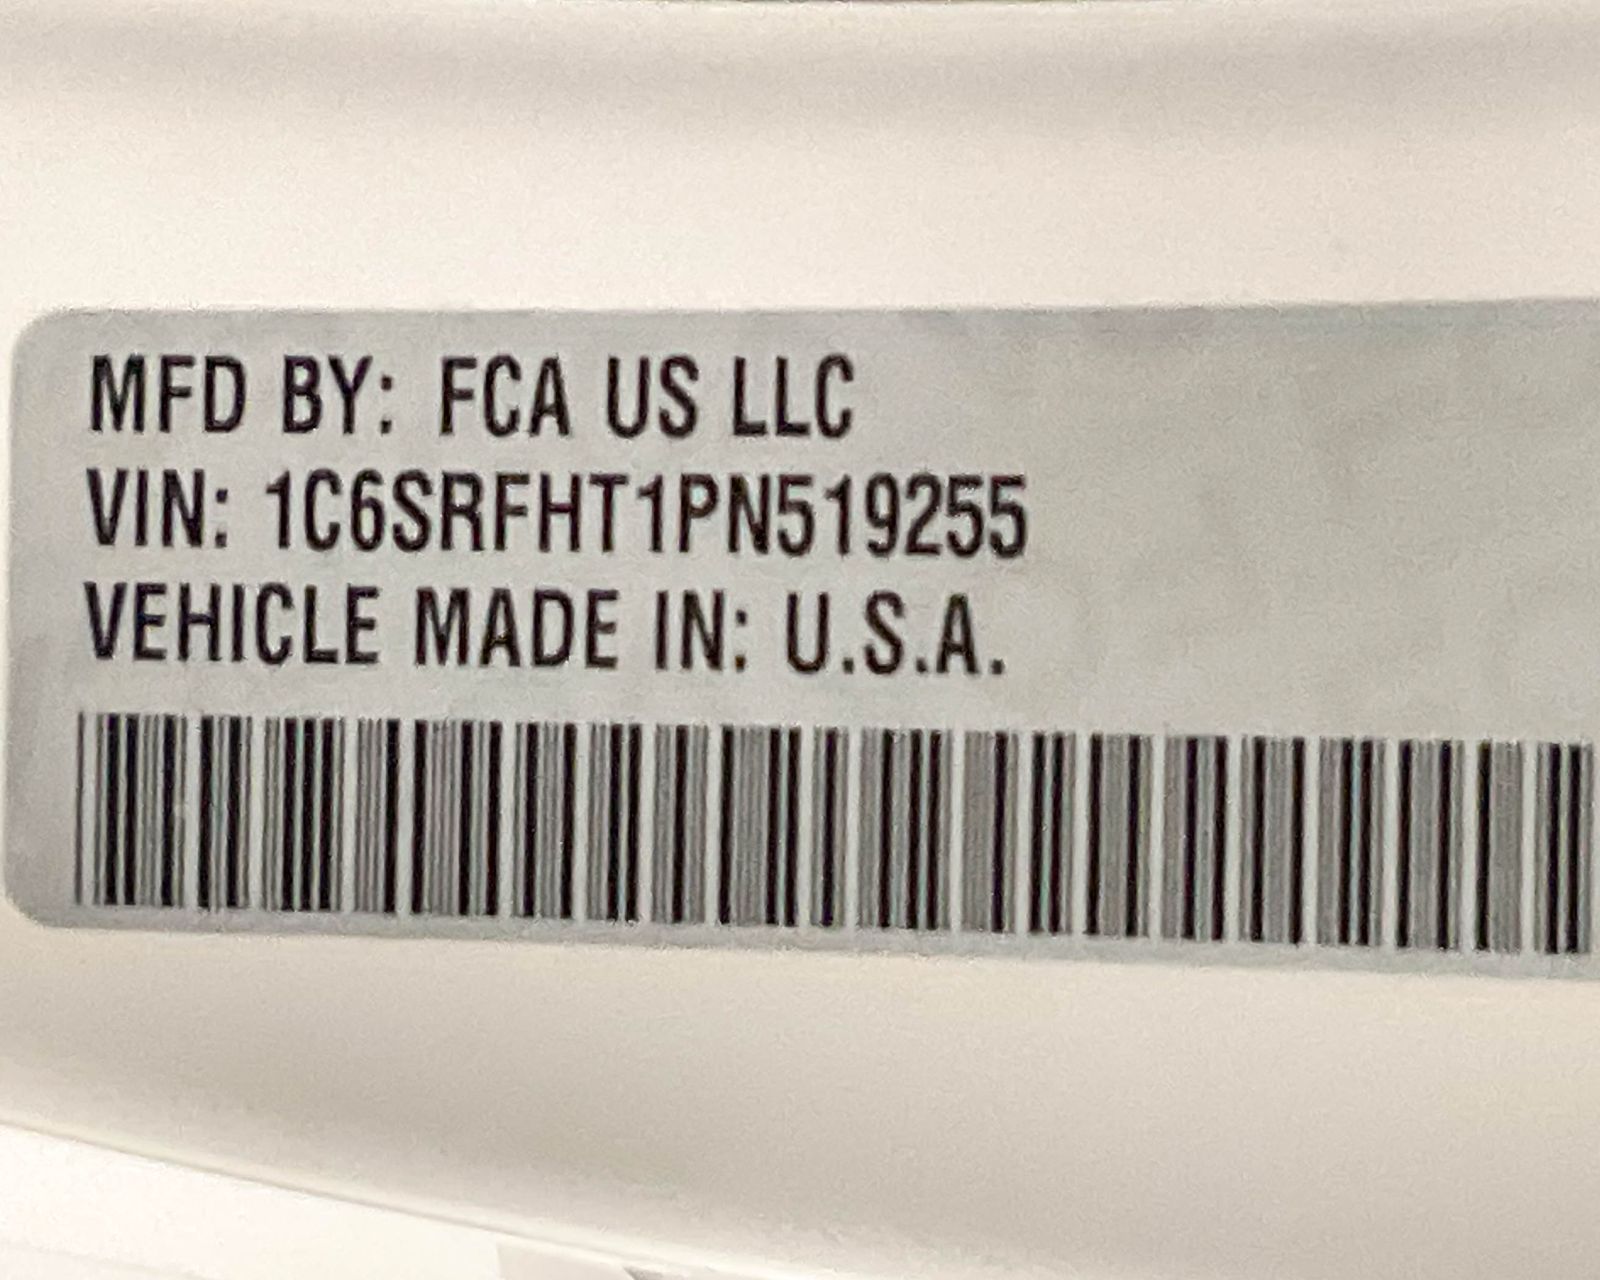 MFD BY: FCA US LLC
VIN: 1C6SRFHT1PN519255
VEHICLE MADE IN: U.S.A.